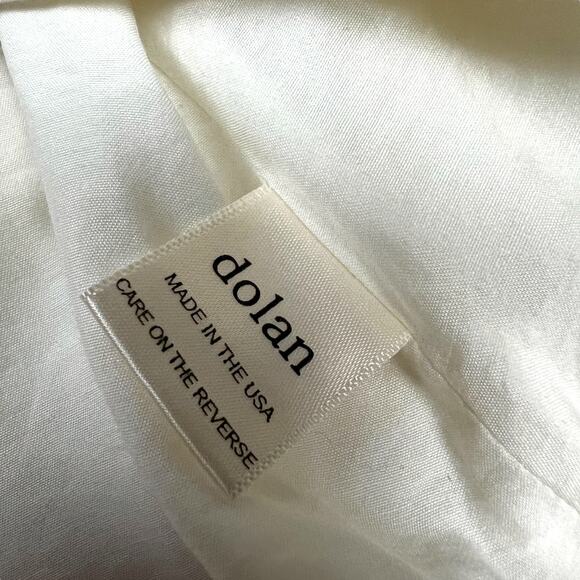 dolan
MADE IN THE USA
CARE ON THE REVERSE